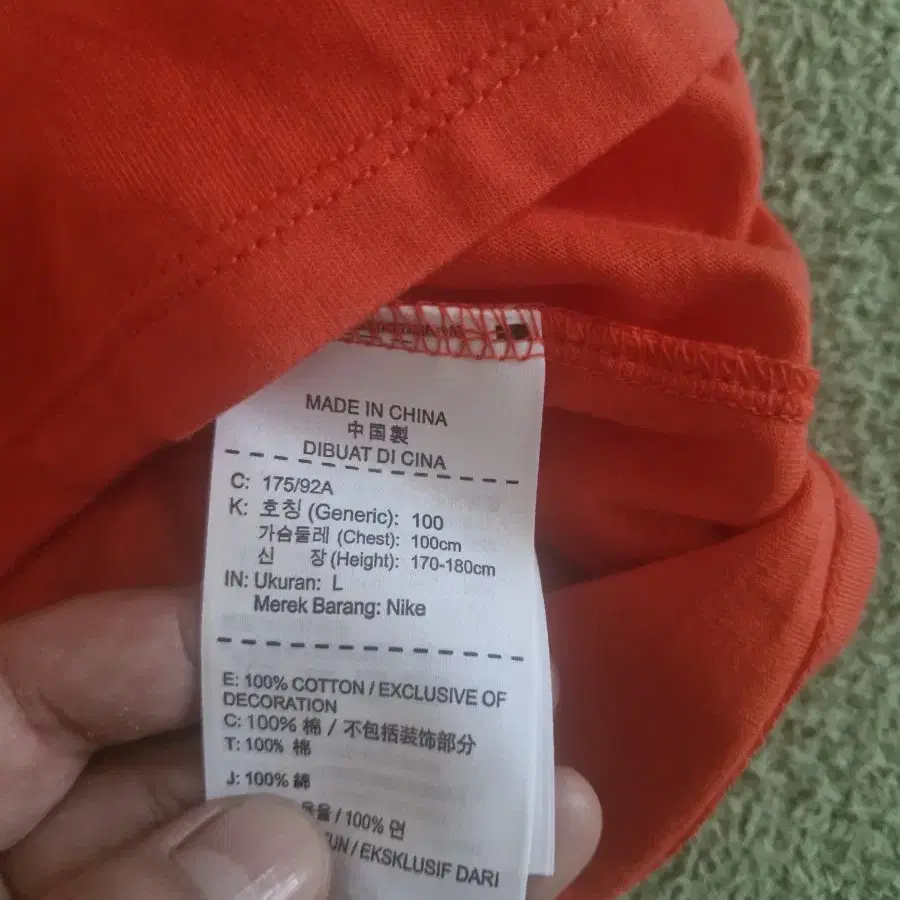 MADE IN CHINA
中国製
DIBUAT DI CINA
C: 175/92A
K: 호칭 (Generic): 100
가슴둘레 (Chest): 100cm
신 장 (Height): 170-180cm
IN: Ukuran: L
Merek Barang: Nike
E: 100% COTTON / EXCLUSIVE OF
DECORATION
C: 100% 棉 / 不包括装饰部分
T: 100% 棉
J: 100% 綿
용율 / 100% 면
/ EKSKLUSIF DARI